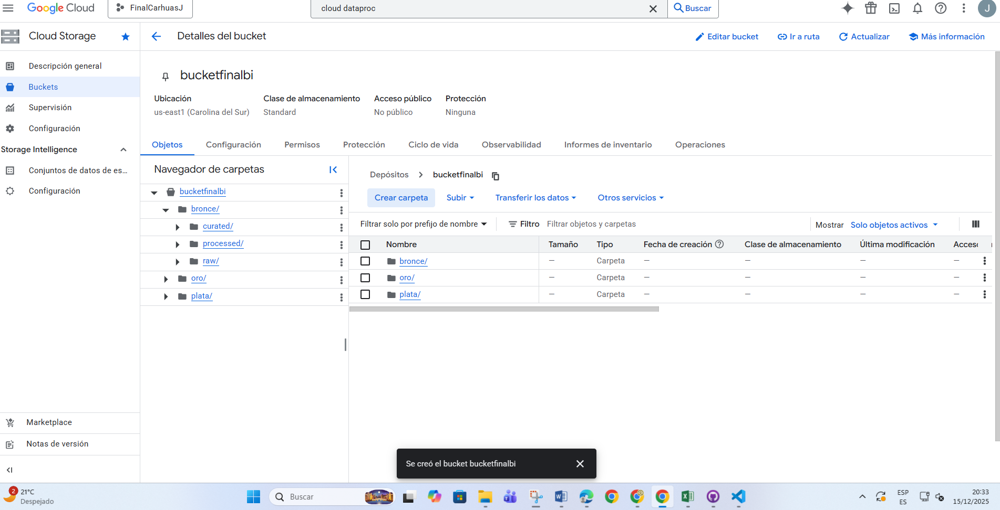 Google Cloud
FinalCarhuasJ
cloud dataproc
Buscar
J
Cloud Storage
Detalles del bucket
Editar bucket
Ir a ruta
Actualizar
Más información
Descripción general
Buckets
Supervisión
Configuración
Storage Intelligence
Conjuntos de datos de es...
Configuración
Marketplace
Notas de versión
bucketfinalbi
Ubicación
Clase de almacenamiento
Acceso público
Protección
us-east1 (Carolina del Sur)
Standard
No público
Ninguna
Objetos
Configuración
Permisos
Protección
Ciclo de vida
Observabilidad
Informes de inventario
Operaciones
Navegador de carpetas
bucketfinalbi
bronce/
curated/
processed/
raw/
oro/
plata/
Depósitos
bucketfinalbi
Crear carpeta
Subir
Transferir los datos
Otros servicios
Filtrar solo por prefijo de nombre
Filtro
Filtrar objetos y carpetas
Mostrar
Solo objetos activos
Nombre
Tamaño
Tipo
Fecha de creación
Clase de almacenamiento
Última modificación
Acceso
bronce/
—
Carpeta
—
—
—
—
oro/
—
Carpeta
—
—
—
—
plata/
—
Carpeta
—
—
—
—
Se creó el bucket bucketfinalbi
2
21°C
Despejado
Buscar
ESP
ES
20:33
15/12/2025